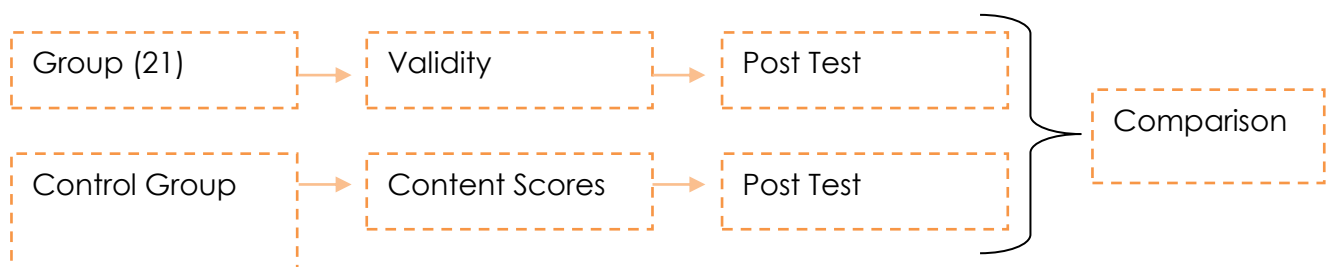 Group (21)
Validity
Post Test
Comparison
Control Group
Content Scores
Post Test